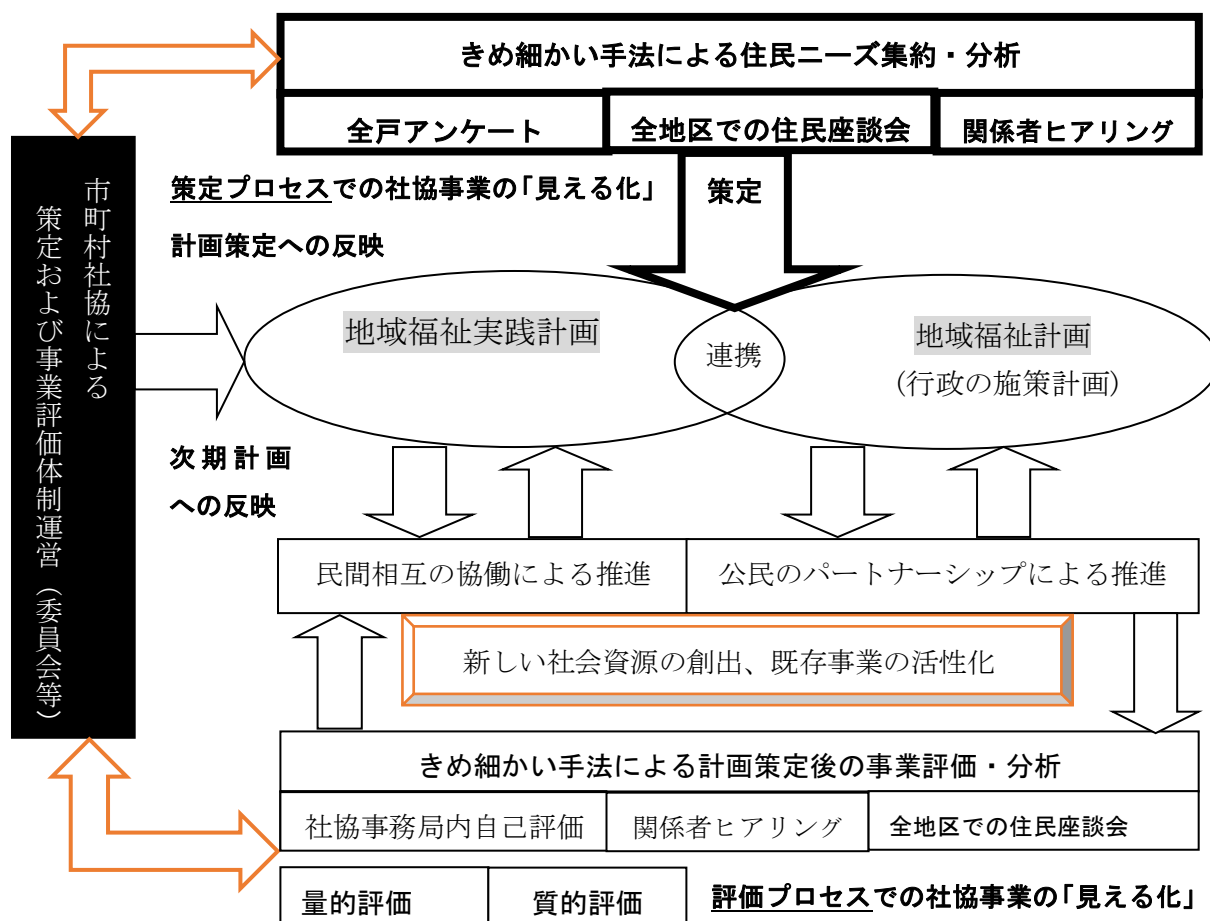 きめ細かい手法による住民ニーズ集約・分析
全戸アンケート
全地区での住民座談会
関係者ヒアリング
市町村社協による
策定および事業評価体制運営（委員会等）
策定プロセスでの社協事業の「見える化」
計画策定への反映
策定
地域福祉実践計画
連携
地域福祉計画
(行政の施策計画)
次期計画
への反映
民間相互の協働による推進
公民のパートナーシップによる推進
新しい社会資源の創出、既存事業の活性化
きめ細かい手法による計画策定後の事業評価・分析
社協事務局内自己評価
関係者ヒアリング
全地区での住民座談会
量的評価
質的評価
評価プロセスでの社協事業の「見える化」